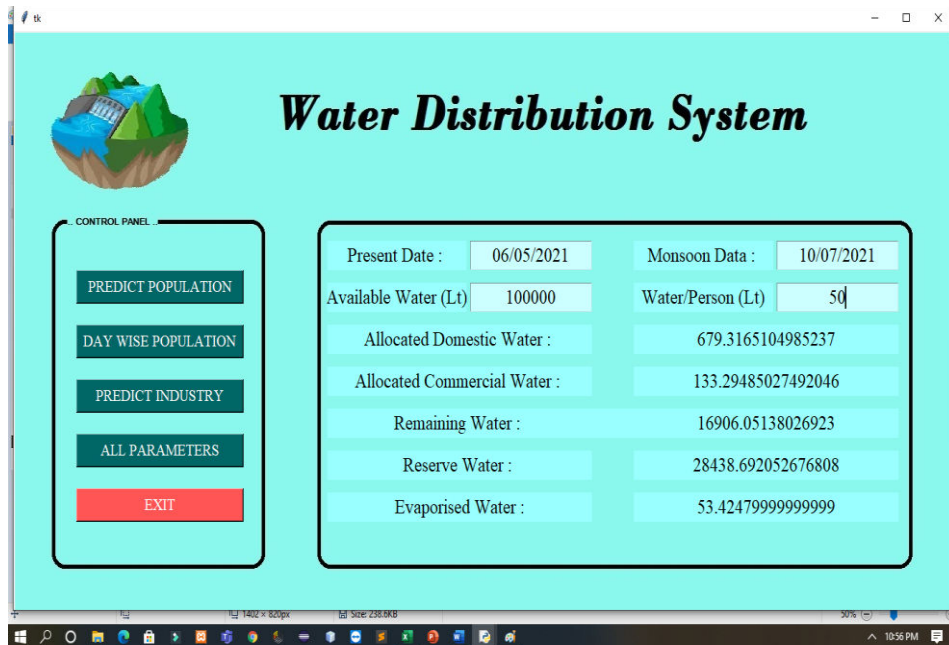 tk
Water Distribution System
.. CONTROL PANEL ..
PREDICT POPULATION
DAY WISE POPULATION
PREDICT INDUSTRY
ALL PARAMETERS
EXIT
Present Date : 06/05/2021 Monsoon Data : 10/07/2021
Available Water (Lt) 100000 Water/Person (Lt) 50
Allocated Domestic Water : 679.3165104985237
Allocated Commercial Water : 133.29485027492046
Remaining Water : 16906.05138026923
Reserve Water : 28438.692052676808
Evaporised Water : 53.42479999999999
1402 × 820px Size: 238.6KB 50%
10:56 PM